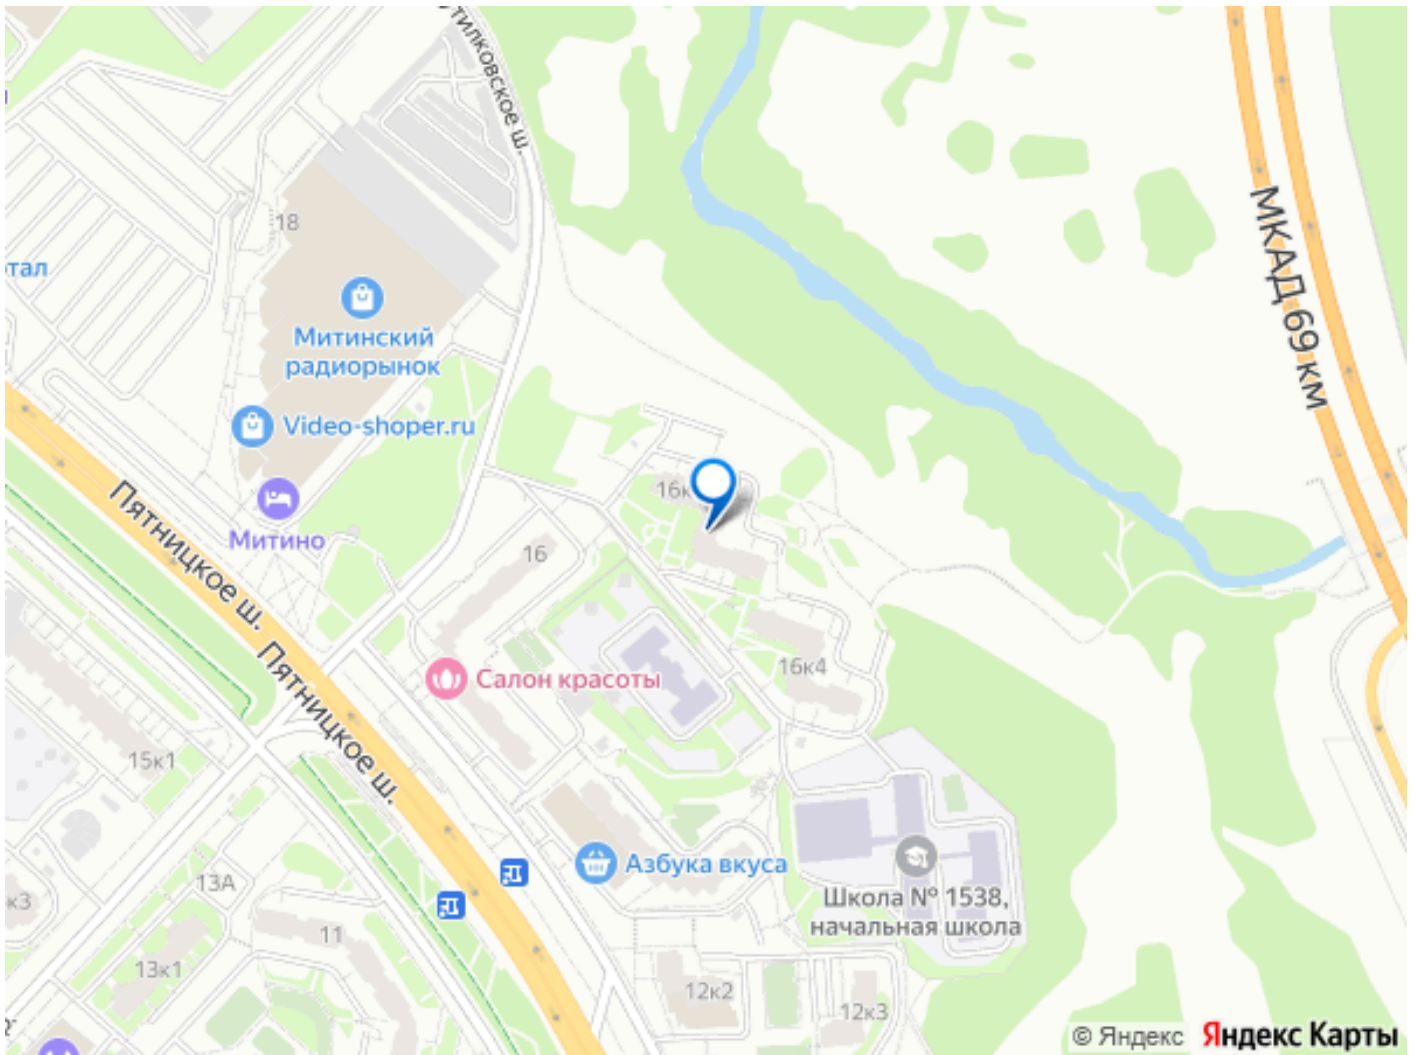 тилковское ш.
МКАД 69 км
18
тал
Митинский
радиорынок
Video-shoper.ru
Митино
Пятницкое ш.
16
Пятницкое ш.
16к4
Салон красоты
15к1
Азбука вкуса
13А
к3
11
13к1
Школа № 1538,
начальная школа
12к2
12к3
© Яндекс
Яндекс Карты